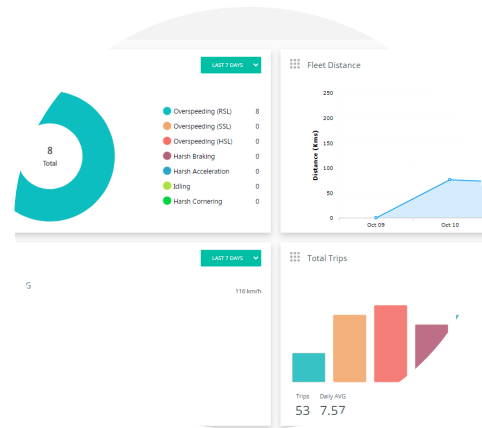 LAST 7 DAYS
Overspeeding (RSL) 8
Overspeeding (SSL) 0
Overspeeding (HSL) 0
Harsh Braking 0
Harsh Acceleration 0
Idling 0
Harsh Cornering 0
8
Total
Fleet Distance
250
200
150
100
50
0
Distance (Kms)
Oct 09 Oct 10
LAST 7 DAYS
G
116 km/h
Total Trips
Trips Daily AVG
53 7.57